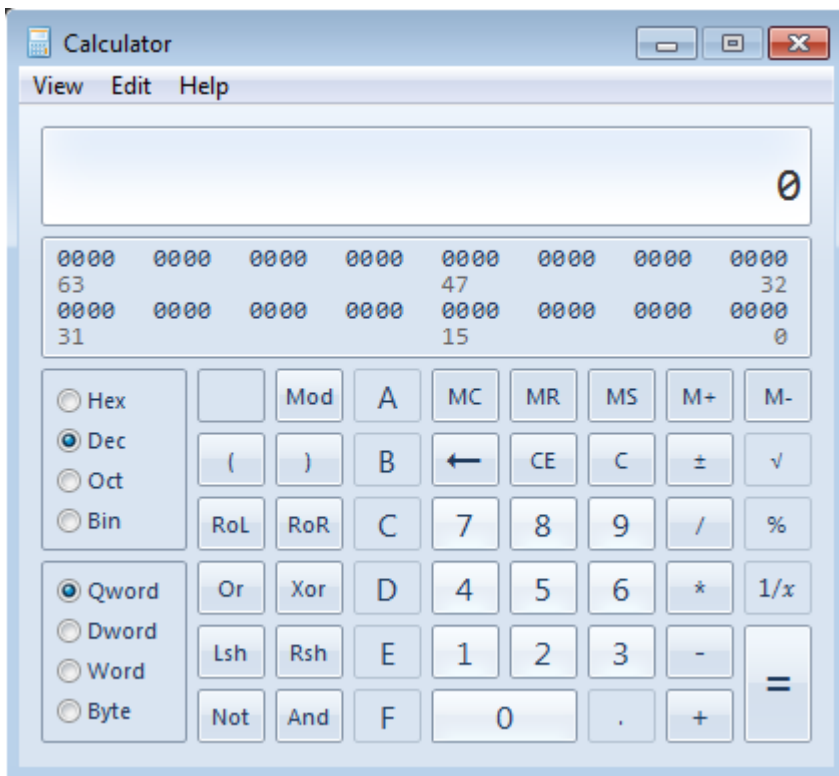 Calculator
View Edit Help
0
0000 0000 0000 0000 0000 0000 0000 0000
63 47 32
0000 0000 0000 0000 0000 0000 0000 0000
31 15 0
Hex Mod A MC MR MS M+ M-
Dec ( ) B ← CE C ± √
Oct
Bin RoL RoR C 7 8 9 / %
Qword Or Xor D 4 5 6 * 1/x
Dword
Word Lsh Rsh E 1 2 3 - =
Byte Not And F 0 . +